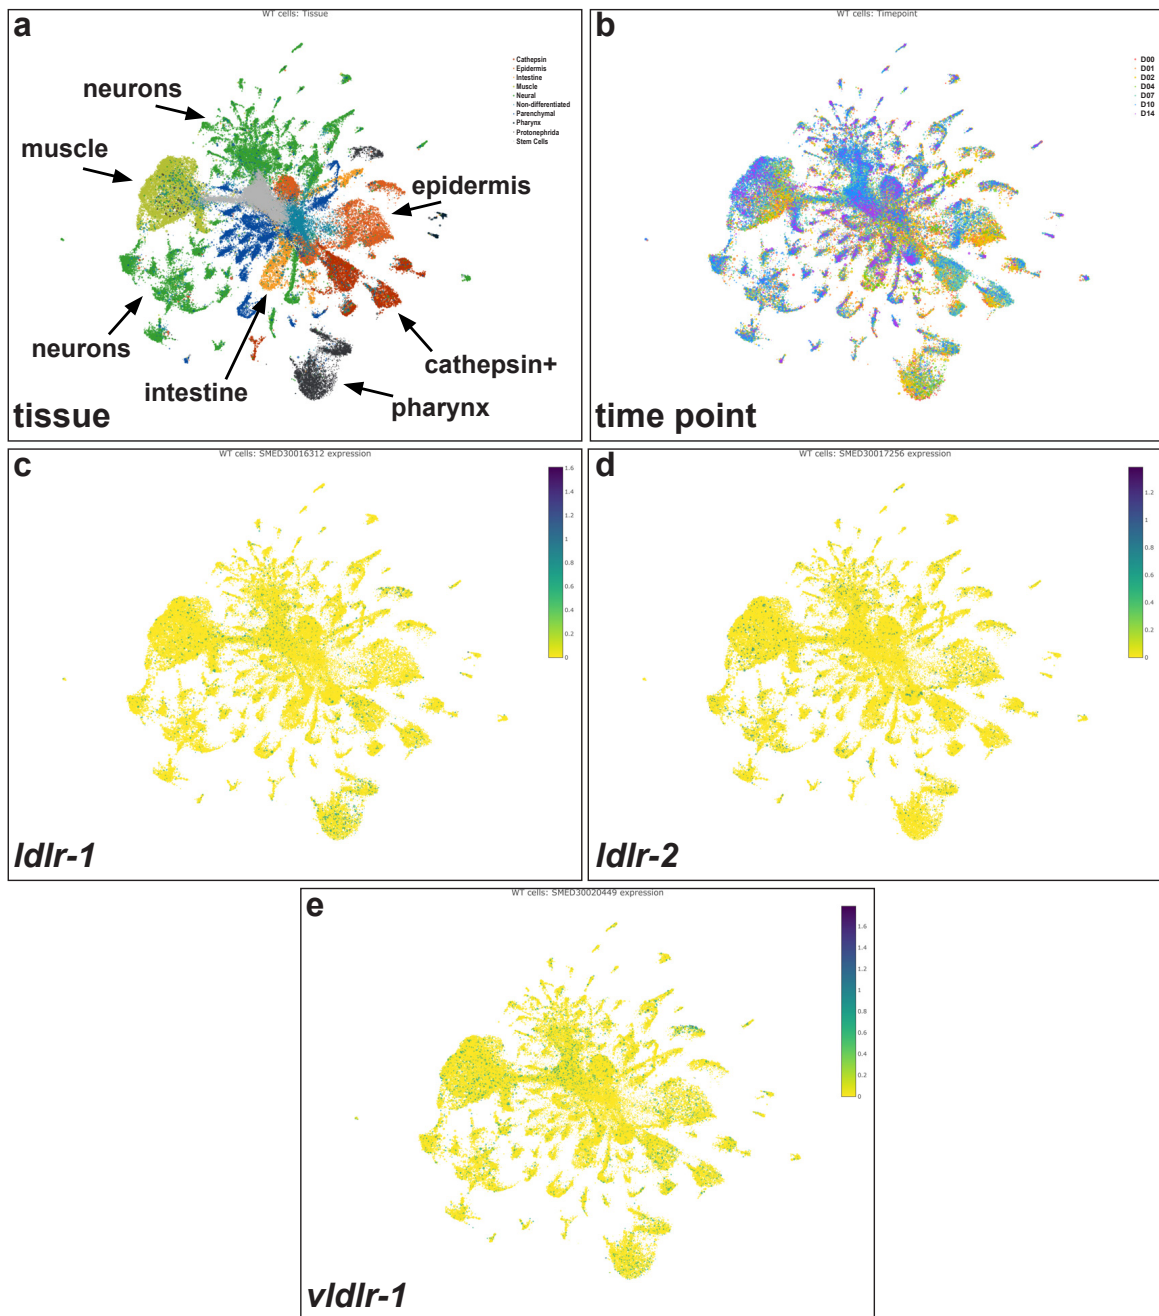 a
WT cells: Tissue
neurons
muscle
epidermis
neurons
intestine
cathepsin+
pharynx
tissue
Cathepsin
Epidermis
Intestine
Muscle
Neural
Non-differentiated
Parenchymal
Pharynx
Protonephrida
Stem Cells
b
WT cells: Timepoint
D00
D01
D02
D04
D07
D10
D14
time point
c
WT cells: SMED30016312 expression
1.6
1.4
1.2
1
0.8
0.6
0.4
0.2
0
ldlr-1
d
WT cells: SMED30017256 expression
1.2
1
0.8
0.6
0.4
0.2
0
ldlr-2
e
WT cells: SMED30020449 expression
1.6
1.4
1.2
1
0.8
0.6
0.4
0.2
0
vldlr-1